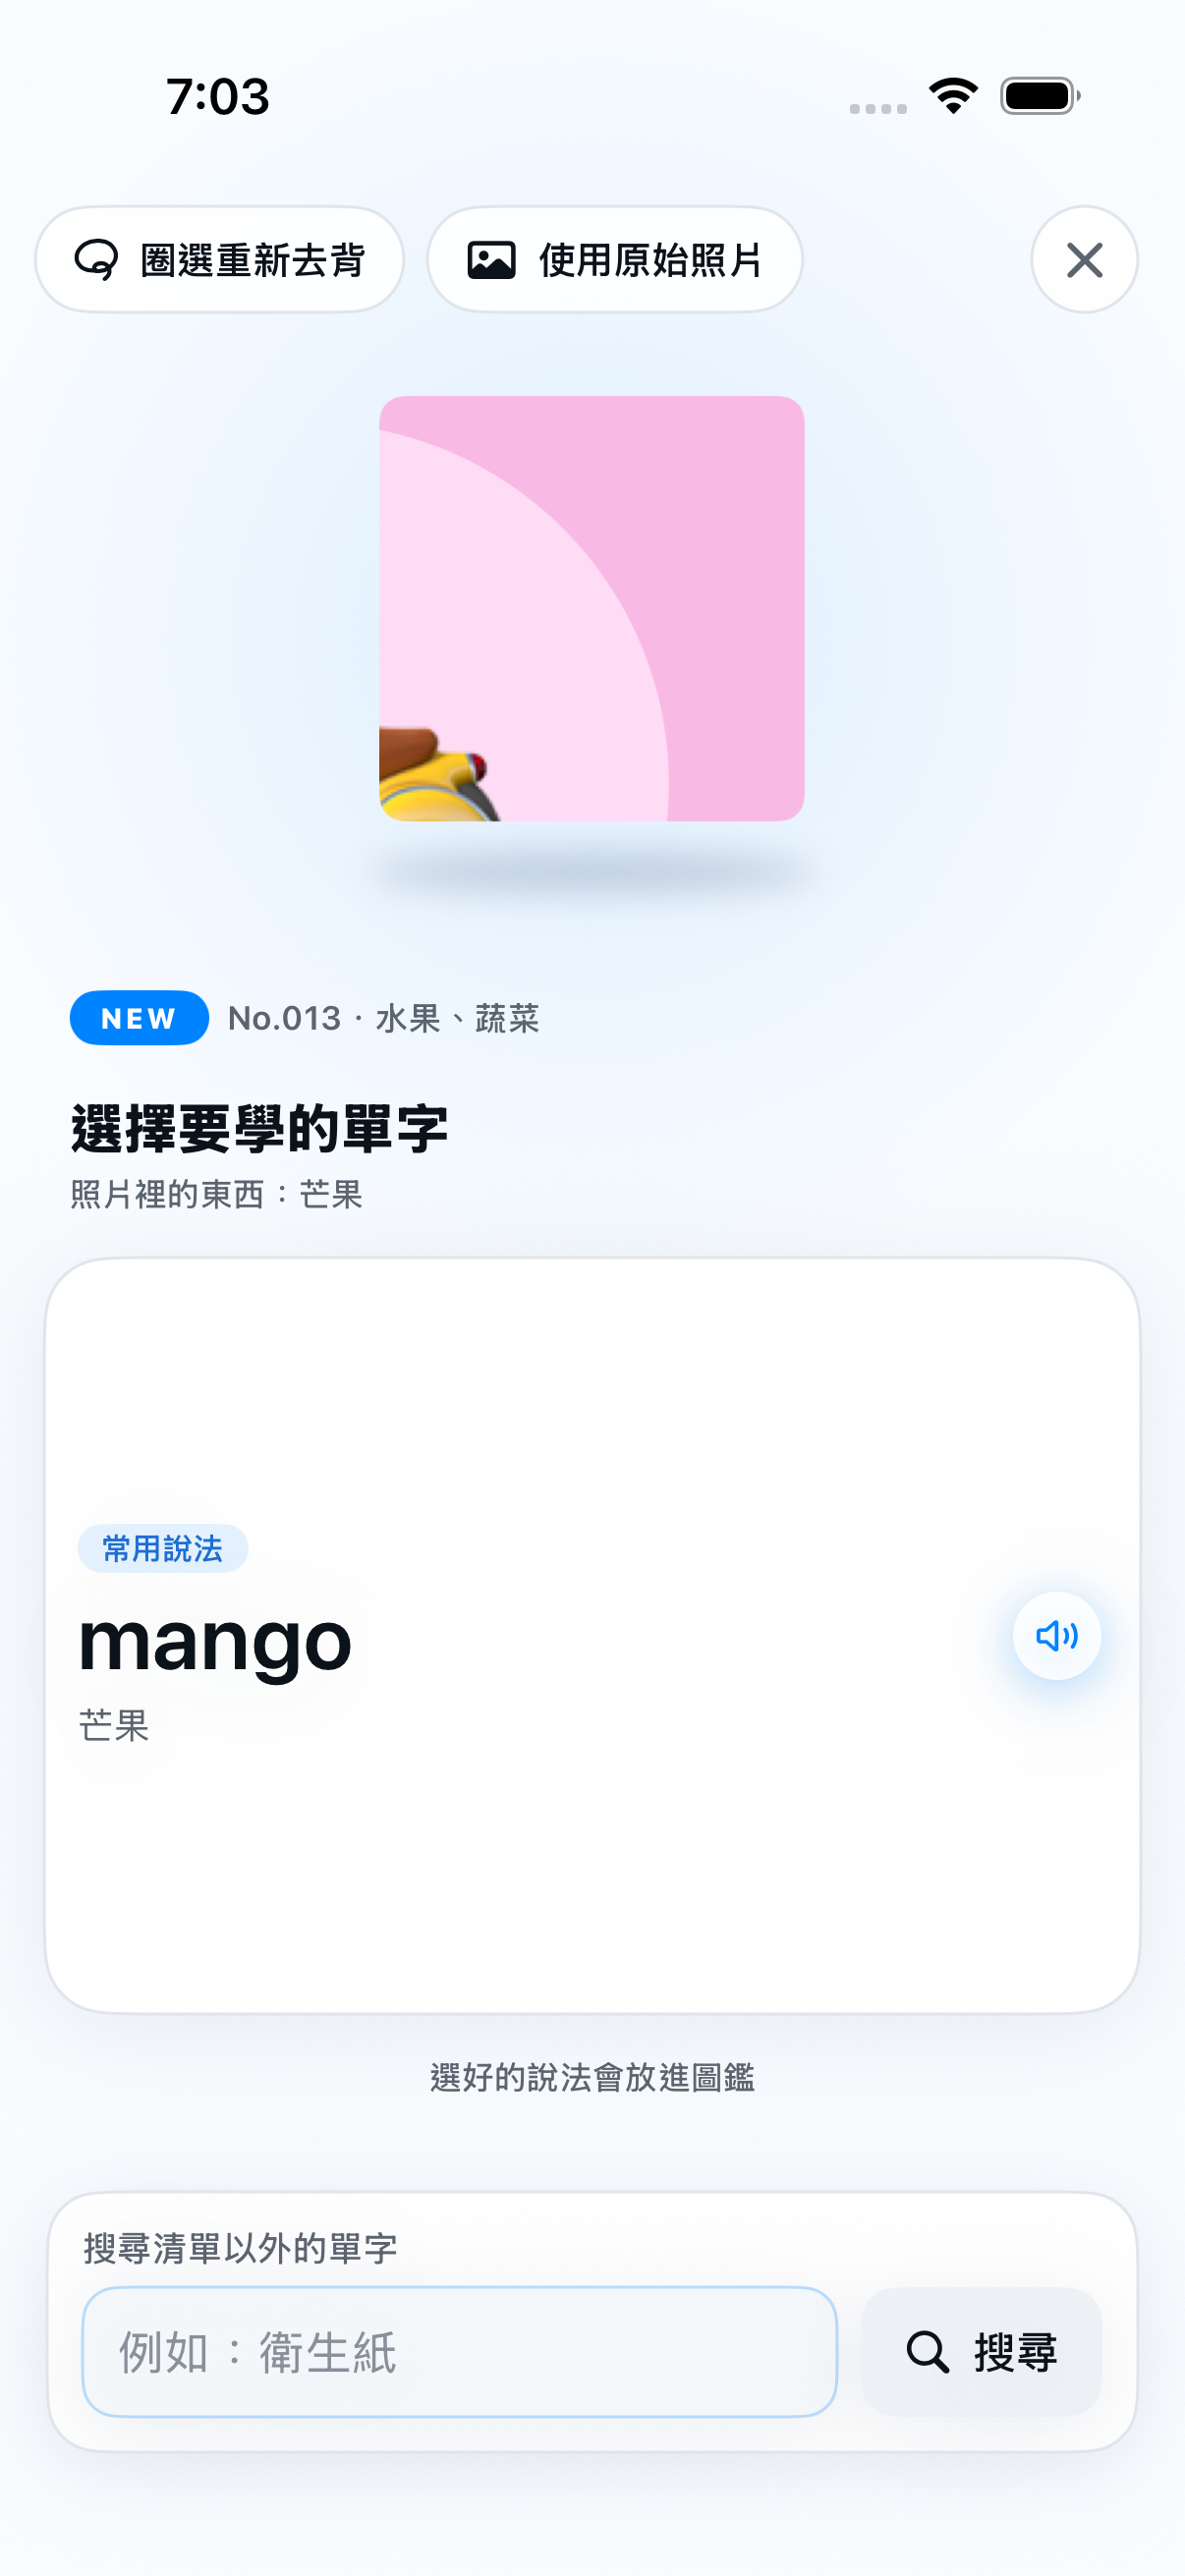 7:03
圈選重新去背
使用原始照片
NEW No.013 · 水果、蔬菜
選擇要學的單字
照片裡的東西：芒果
常用說法
mango
芒果
選好的說法會放進圖鑑
搜尋清單以外的單字
例如：衛生紙
搜尋